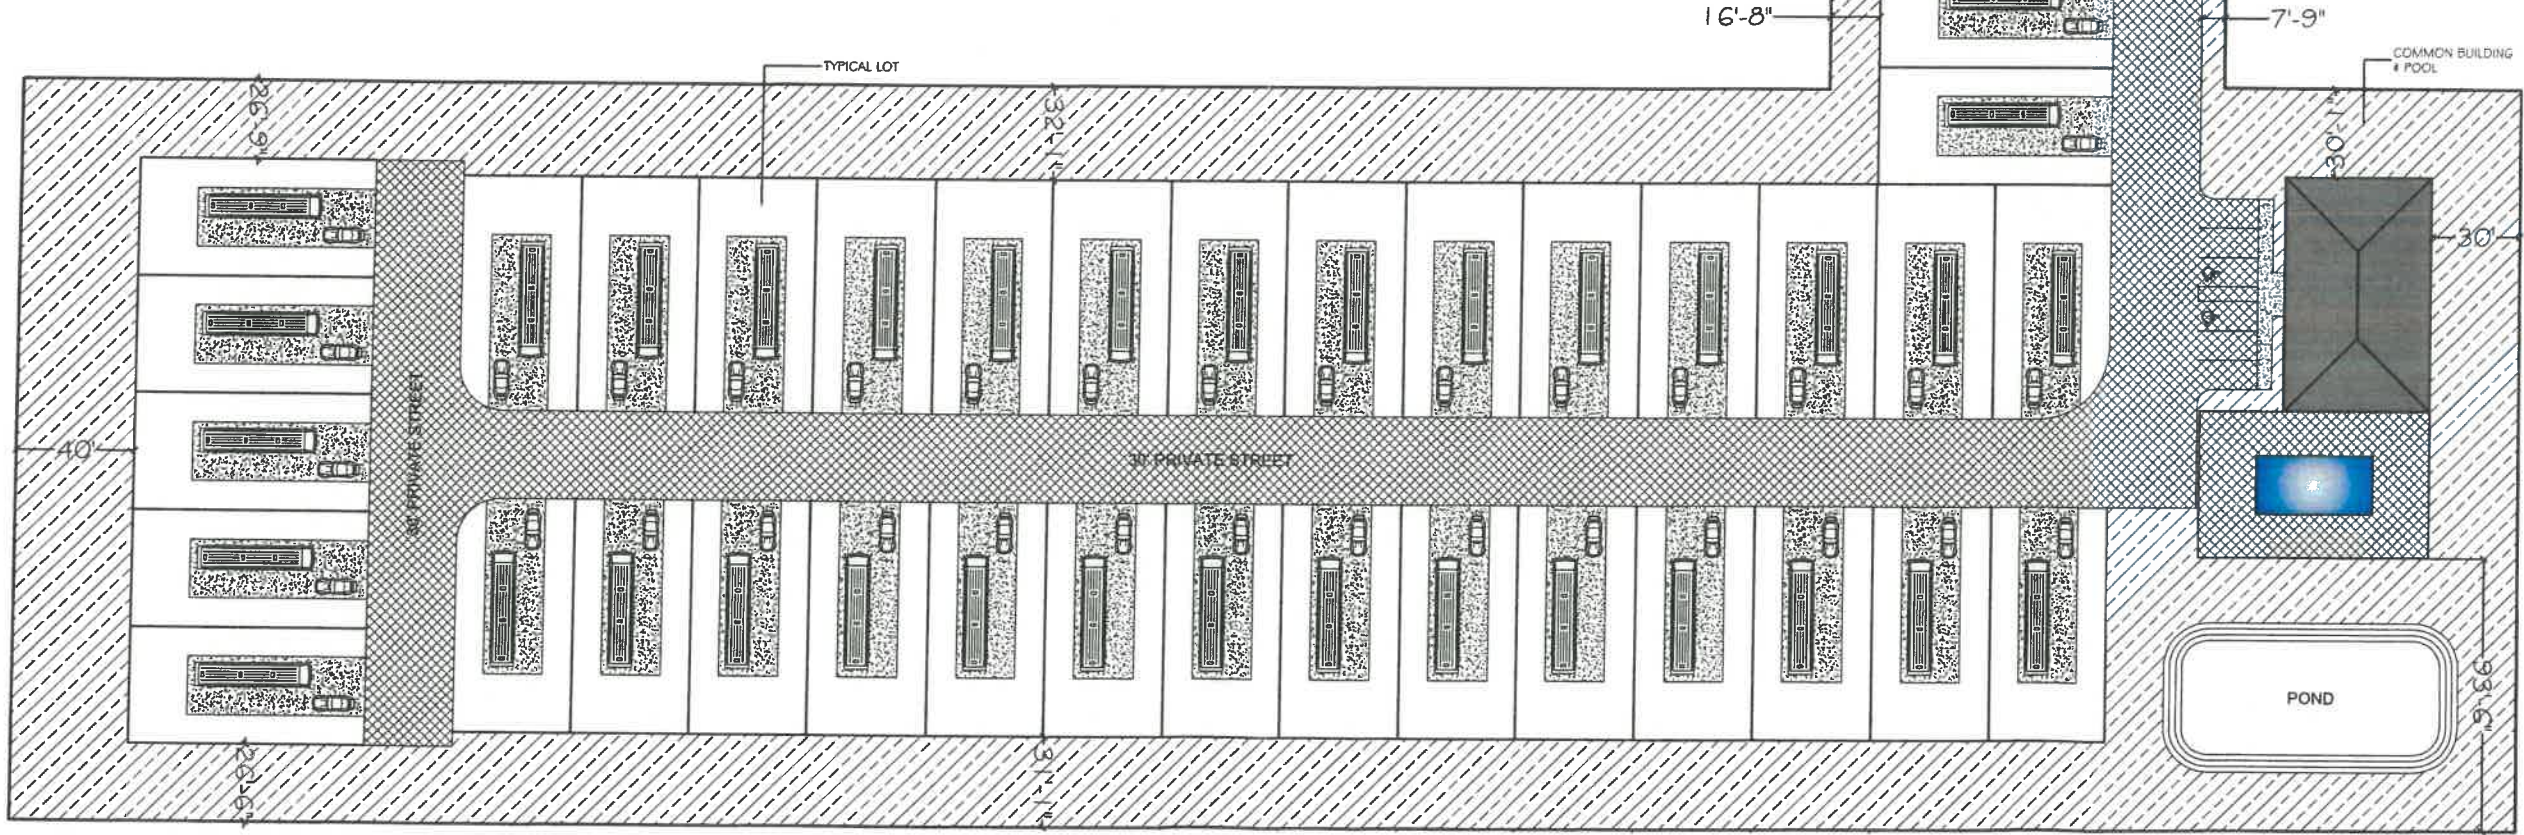 16'-8"
7'-9"
TYPICAL LOT
COMMON BUILDING
& POOL
26'-9"
32'-1"
30'-1"
30'
40'
30' PRIVATE STREET
30' PRIVATE STREET
POND
93'-6"
26'-6"
31'-1"